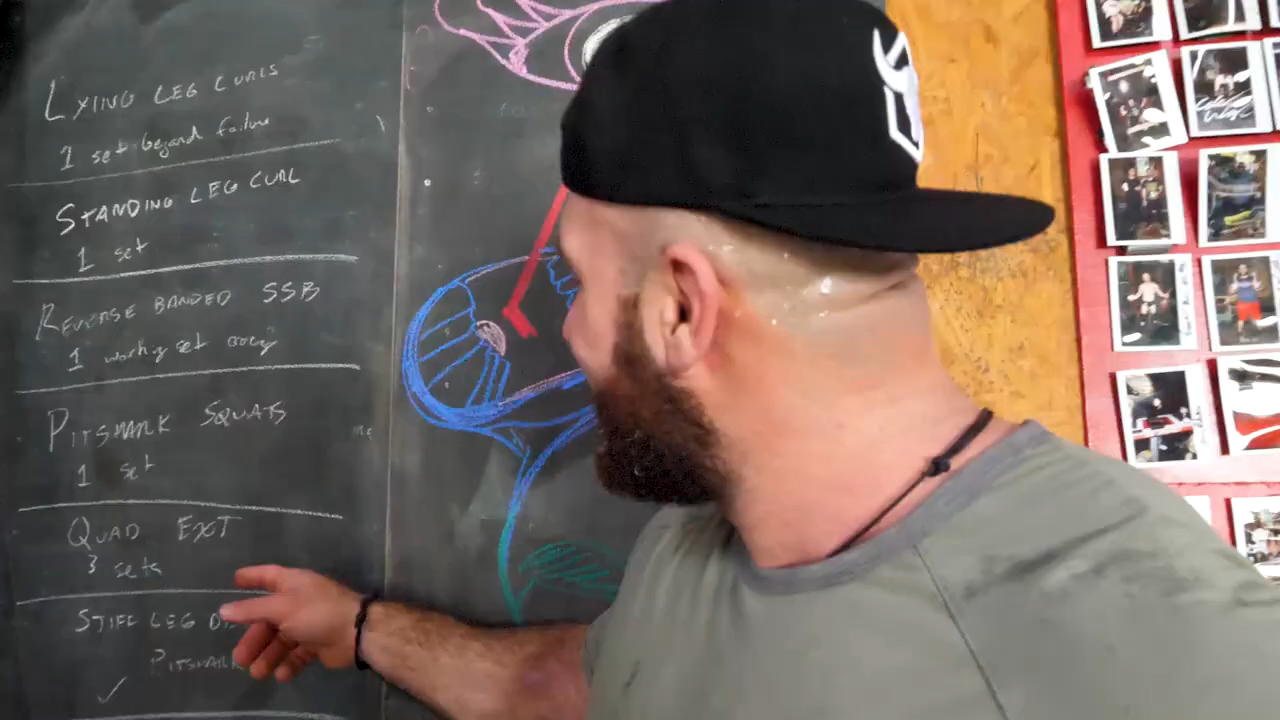 LYING LEG CURLS
1 set beyond failure
STANDING LEG CURL
1 set
REVERSE BANDED SSB
1 working set
PITSHARK SQUATS
1 set
QUAD EXT
3 sets
STIFF LEG
PITSHARK